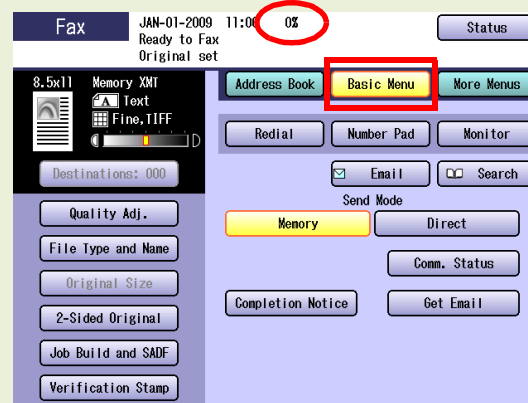 Fax
JAN-01-2009 11:06 0%
Ready to Fax
Original set
Status
8.5x11 Memory XMT
A Text
Fine,TIFF
D
Destinations: 000
Quality Adj.
File Type and Name
Original Size
2-Sided Original
Job Build and SADF
Verification Stamp
Address Book Basic Menu More Menus
Redial Number Pad Monitor
Email Search
Send Mode
Memory Direct
Comm. Status
Completion Notice Get Email